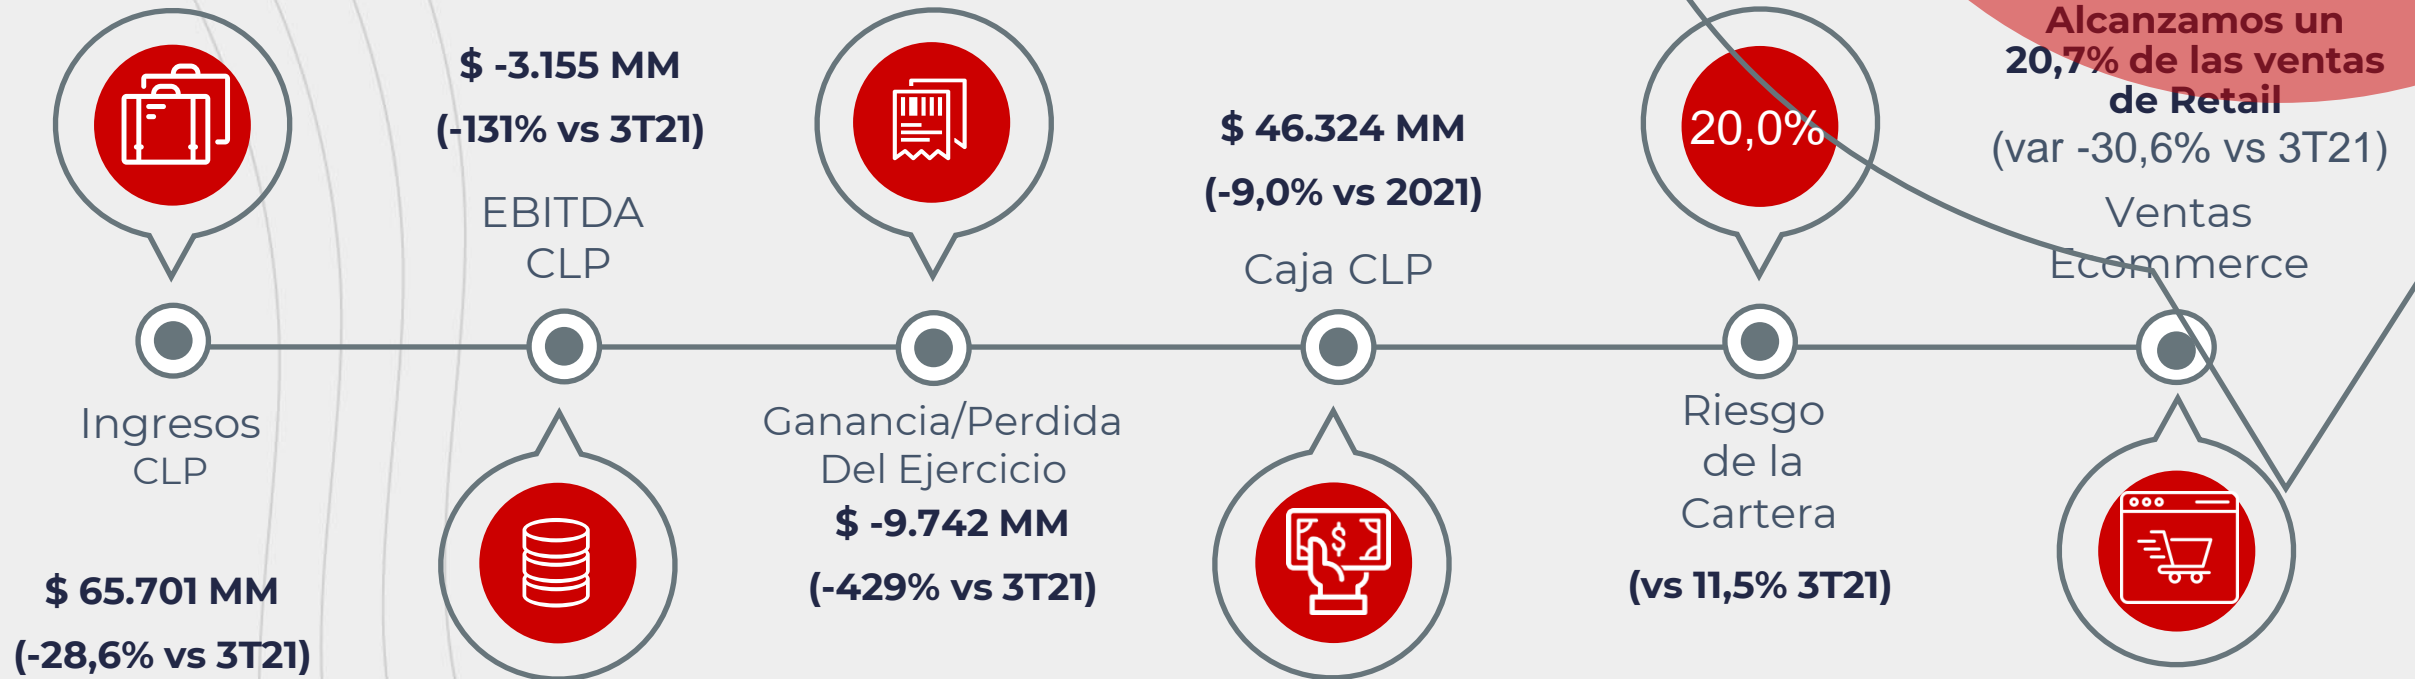 Ingresos
CLP
$ 65.701 MM
(-28,6% vs 3T21)
$ -3.155 MM
(-131% vs 3T21)
EBITDA
CLP
Ganancia/Perdida
Del Ejercicio
$ -9.742 MM
(-429% vs 3T21)
$ 46.324 MM
(-9,0% vs 2021)
Caja CLP
20,0%
Riesgo
de la
Cartera
(vs 11,5% 3T21)
Alcanzamos un
20,7% de las ventas
de Retail
(var -30,6% vs 3T21)
Ventas
Ecommerce
$